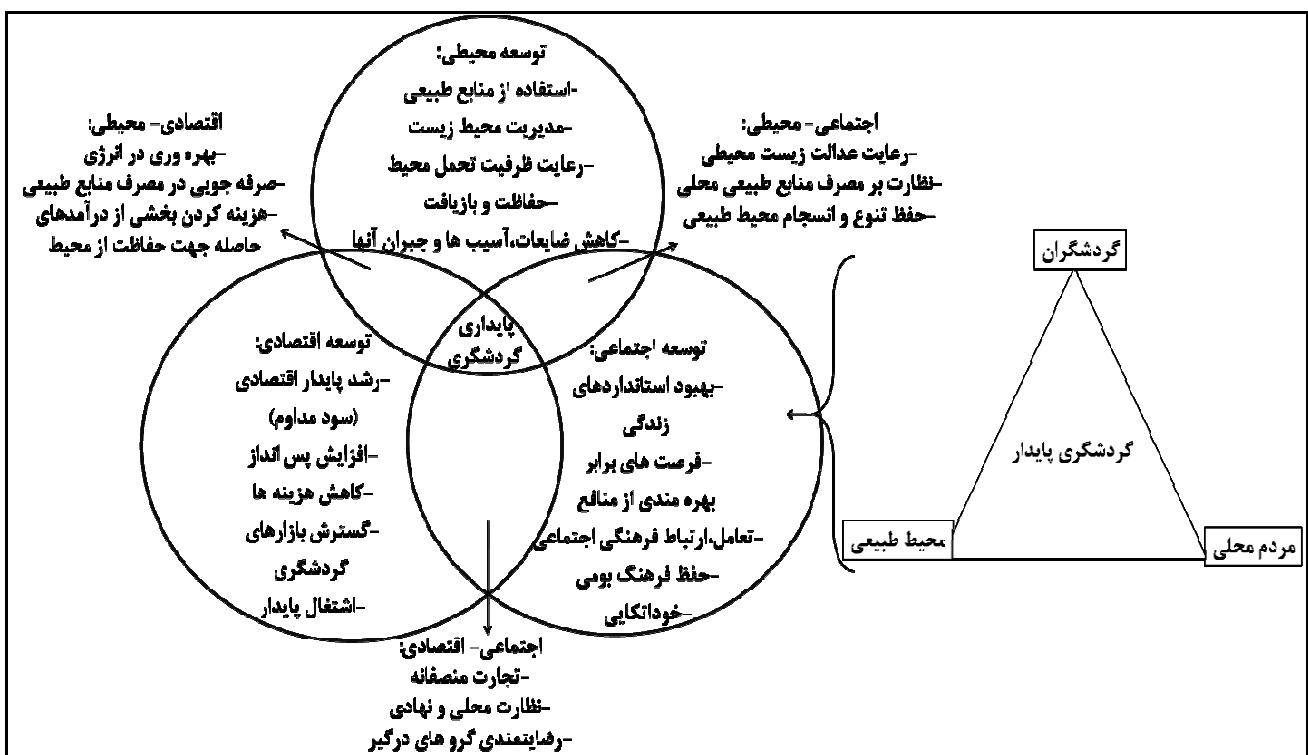 توسعه محیطی:
-استفاده از منابع طبیعی
-مدیریت محیط زیست
-رعایت ظرفیت تحمل محیط
-حفاظت و بازیافت
-کاهش ضایعات،آسیب ها و جبران آنها
اجتماعی- محیطی:
-رعایت عدالت زیست محیطی
-نظارت بر مصرف منابع طبیعی محلی
-حفظ تنوع و انسجام محیط طبیعی
اقتصادی- محیطی:
-بهره وری در انرژی
-صرفه جویی در مصرف منابع طبیعی
-هزینه کردن بخشی از درآمدهای
حاصله جهت حفاظت از محیط
پایداری
گردشگری
توسعه اجتماعی:
-بهبود استانداردهای
زندگی
-فرصت های برابر
بهره مندی از منافع
-تعامل،ارتباط فرهنگی اجتماعی
-حفظ فرهنگ بومی
-خوداتکایی
توسعه اقتصادی:
-رشد پایدار اقتصادی
(سود مداوم)
-افزایش پس انداز
-کاهش هزینه ها
-گسترش بازارهای
گردشگری
-اشتغال پایدار
اجتماعی- اقتصادی:
-تجارت منصفانه
-نظارت محلی و نهادی
-رضایتمندی گرو های درگیر
گردشگران
گردشگری پایدار
مردم محلی
محیط طبیعی